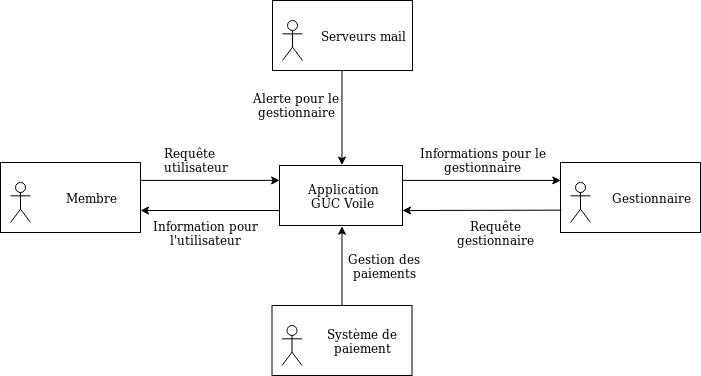 Serveurs mail
Alerte pour le
gestionnaire
Requête
utilisateur
Informations pour le
gestionnaire
Membre
Application
GUC Voile
Gestionnaire
Information pour
l'utilisateur
Requête
gestionnaire
Gestion des
paiements
Système de
paiement